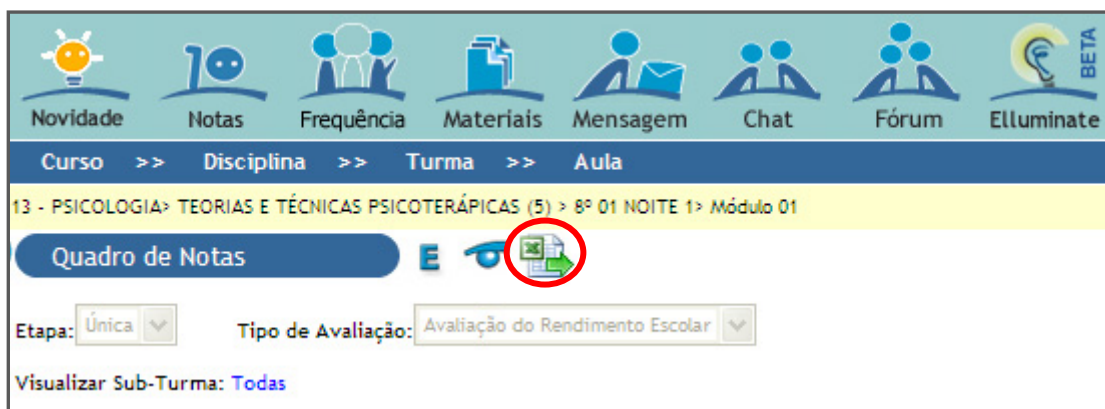 Novidade Notas Frequência Materiais Mensagem Chat Fórum Elluminate BETA
Curso >> Disciplina >> Turma >> Aula
13 - PSICOLOGIA> TEORIAS E TÉCNICAS PSICOTERÁPICAS (5) > 8º 01 NOITE 1> Módulo 01
Quadro de Notas E
Etapa: Única Tipo de Avaliação: Avaliação do Rendimento Escolar
Visualizar Sub-Turma: Todas